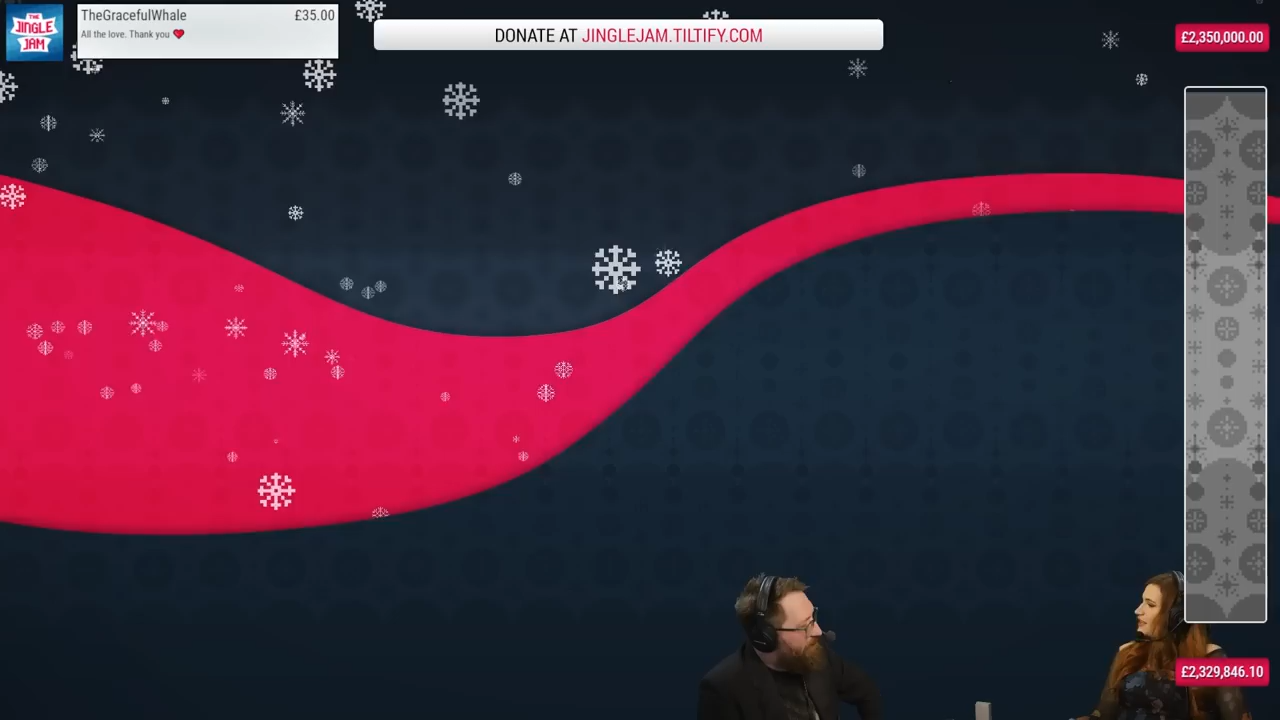 THE
JINGLE
JAM
TheGracefulWhale £35.00
All the love. Thank you ❤
DONATE AT JINGLEJAM.TILTIFY.COM
£2,350,000.00
£2,329,846.10